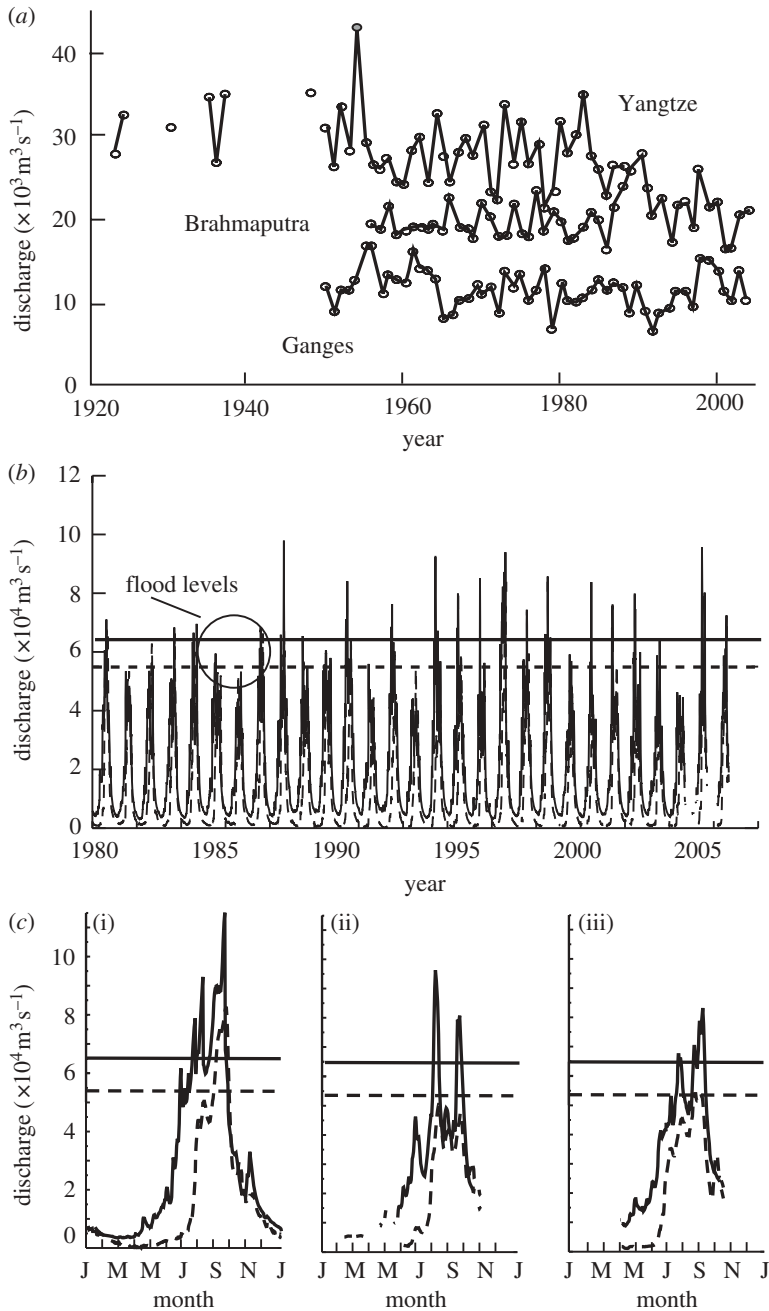 (a)
40
30
20
10
0
discharge (×10³ m³ s⁻¹)
Yangtze
Brahmaputra
Ganges
1920 1940 1960 1980 2000
year
(b)
12
10
8
6
4
2
0
discharge (×10⁴ m³ s⁻¹)
flood levels
1980 1985 1990 1995 2000 2005
year
(c) (i) (ii) (iii)
10
8
6
4
2
0
discharge (×10⁴ m³ s⁻¹)
J M M J S N J J M M J S N J J M M J S N J
month month month